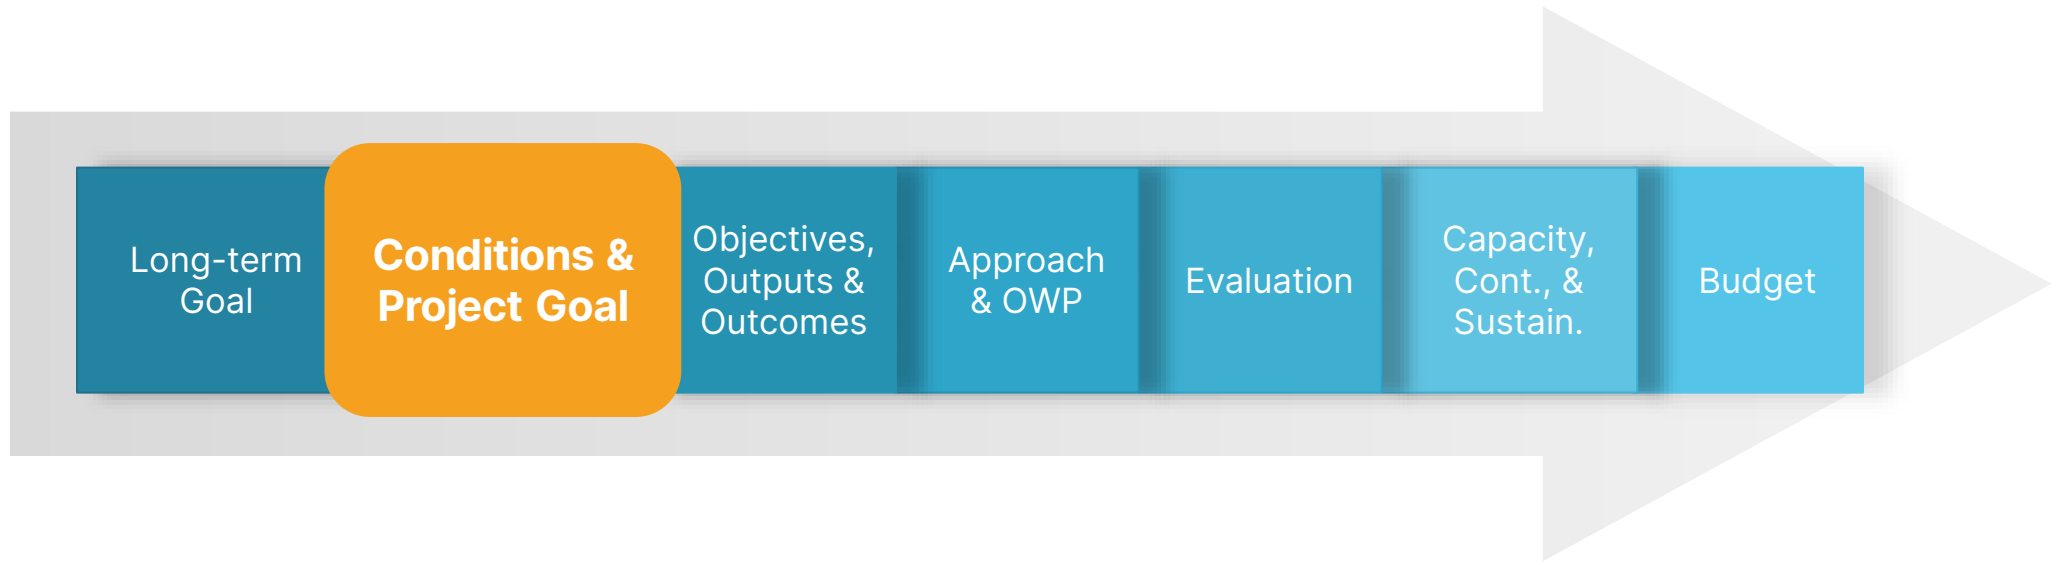 Long-term
Goal
Conditions &
Project Goal
Objectives,
Outputs &
Outcomes
Approach
& OWP
Evaluation
Capacity,
Cont., &
Sustain.
Budget